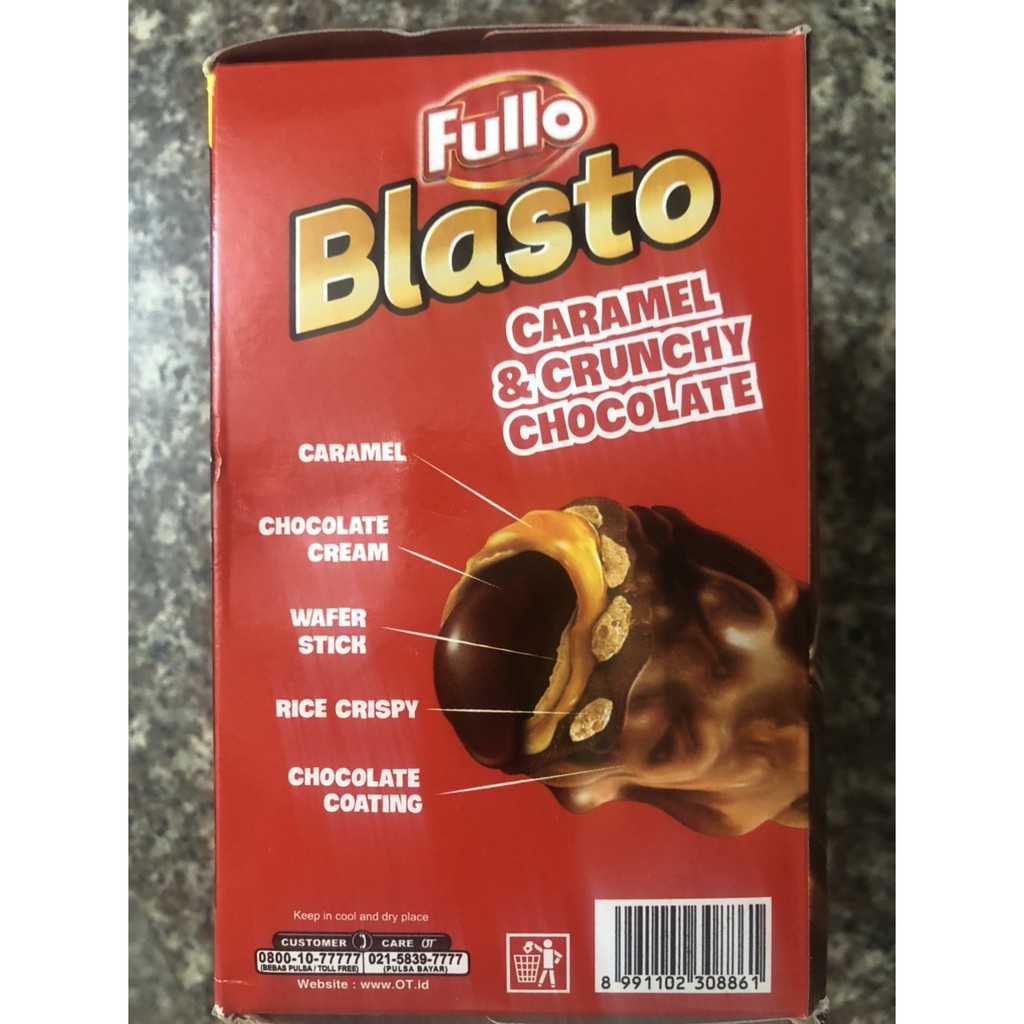 Fullo
Blasto
CARAMEL
& CRUNCHY
CHOCOLATE
CARAMEL
CHOCOLATE
CREAM
WAFER
STICK
RICE CRISPY
CHOCOLATE
COATING
Keep in cool and dry place
CUSTOMER CARE OT
0800-10-77777 021-5839-7777
(BEBAS PULSA / TOLL FREE) (PULSA BAYAR)
Website : www.OT.id
8 991102 308861